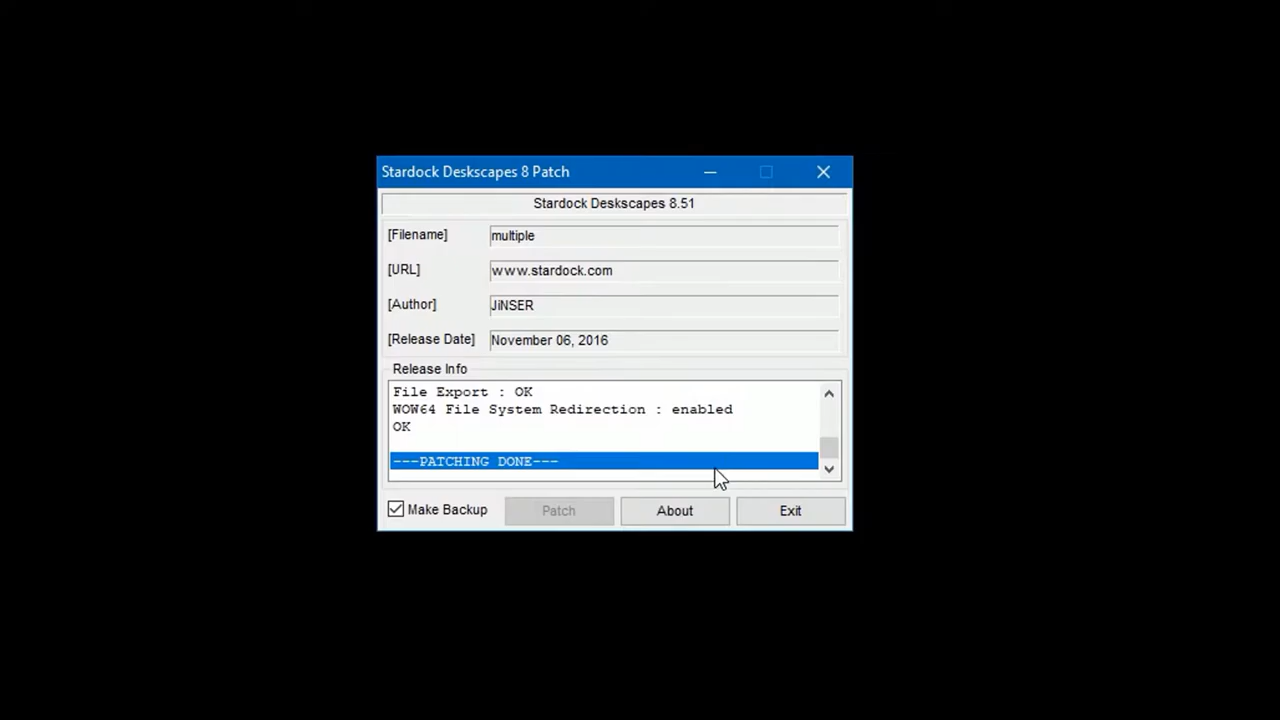 Stardock Deskscapes 8 Patch
Stardock Deskscapes 8.51
[Filename] multiple
[URL] www.stardock.com
[Author] JiNSER
[Release Date] November 06, 2016
Release Info
File Export : OK
WOW64 File System Redirection : enabled
OK
---PATCHING DONE---
Make Backup Patch About Exit